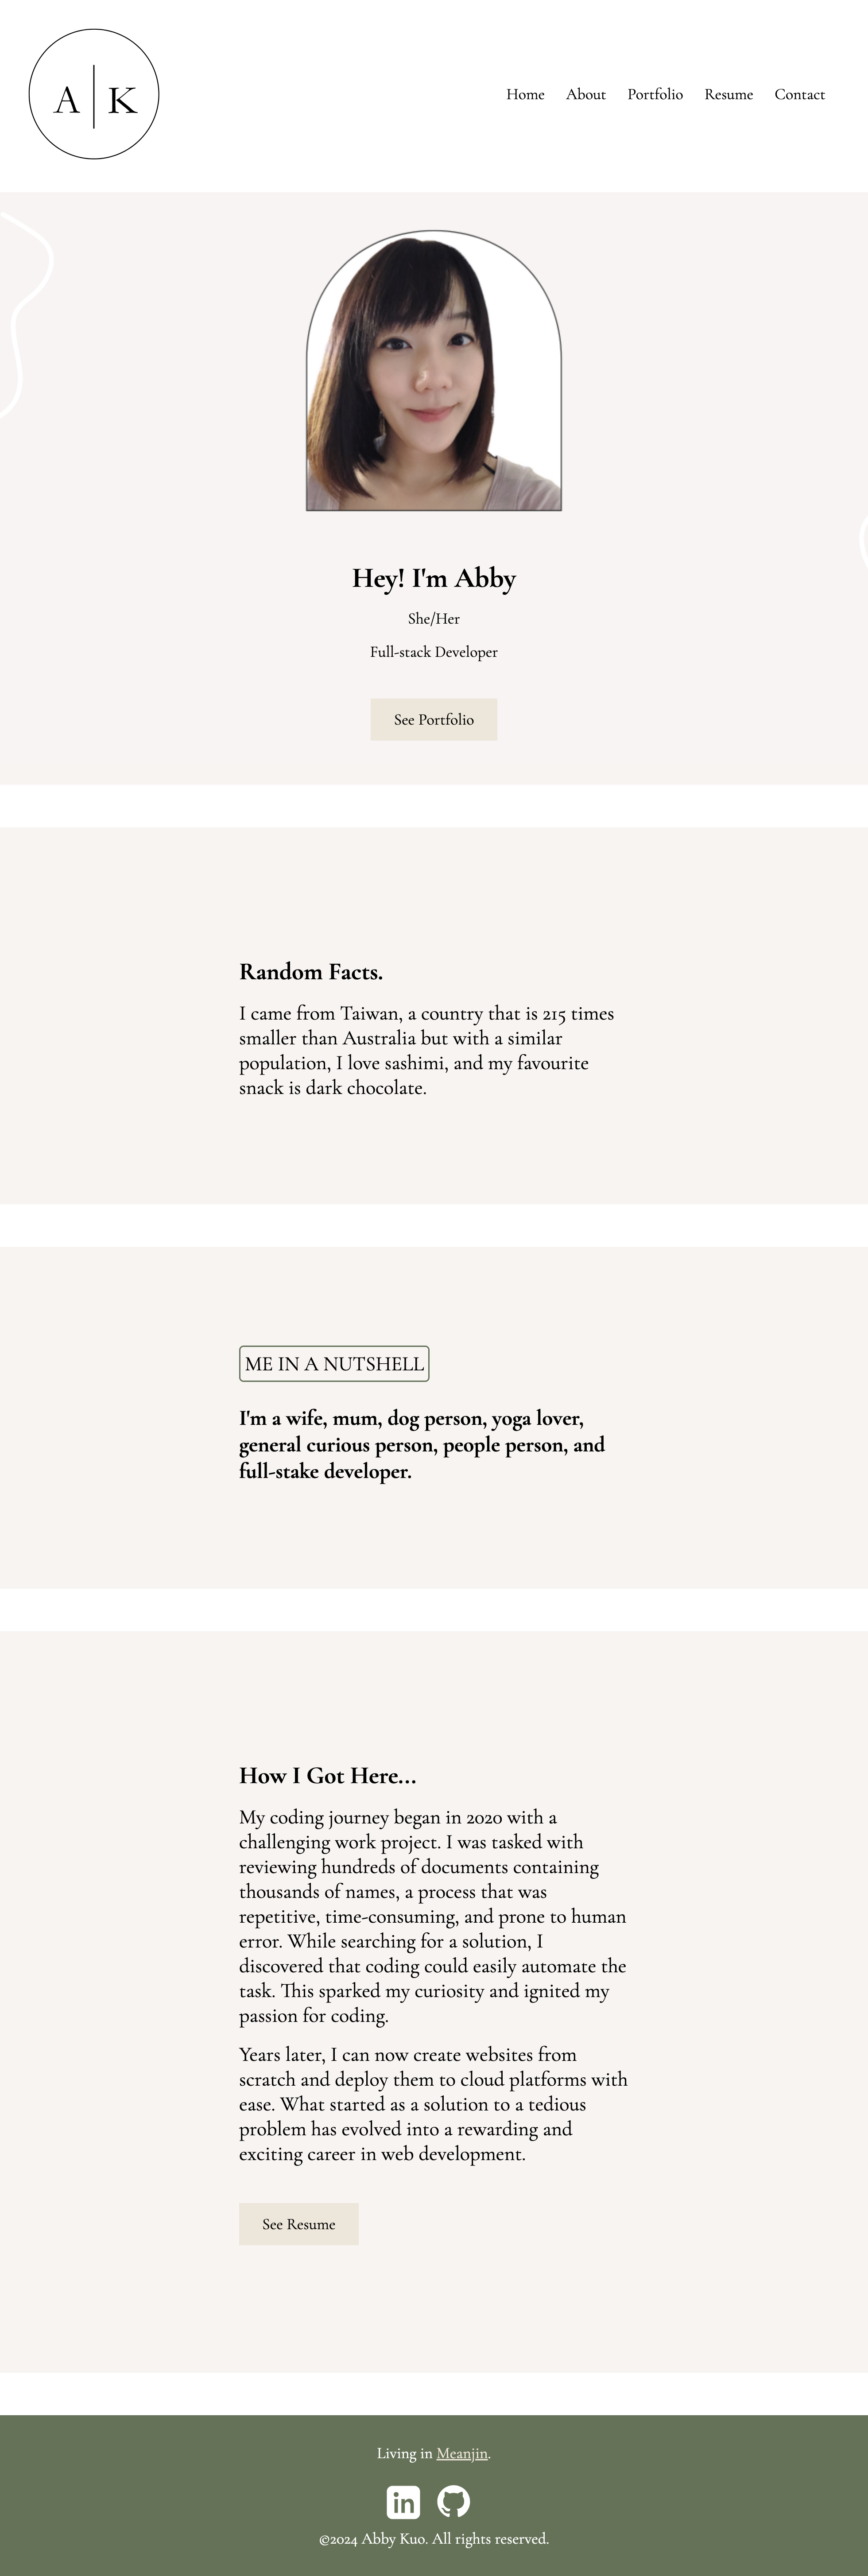 A | K
Home About Portfolio Resume Contact
Hey! I'm Abby
She/Her
Full-stack Developer
See Portfolio
Random Facts.
I came from Taiwan, a country that is 215 times
smaller than Australia but with a similar
population, I love sashimi, and my favourite
snack is dark chocolate.
ME IN A NUTSHELL
I'm a wife, mum, dog person, yoga lover,
general curious person, people person, and
full-stake developer.
How I Got Here...
My coding journey began in 2020 with a
challenging work project. I was tasked with
reviewing hundreds of documents containing
thousands of names, a process that was
repetitive, time-consuming, and prone to human
error. While searching for a solution, I
discovered that coding could easily automate the
task. This sparked my curiosity and ignited my
passion for coding.
Years later, I can now create websites from
scratch and deploy them to cloud platforms with
ease. What started as a solution to a tedious
problem has evolved into a rewarding and
exciting career in web development.
See Resume
Living in Meanjin.
in
©2024 Abby Kuo. All rights reserved.